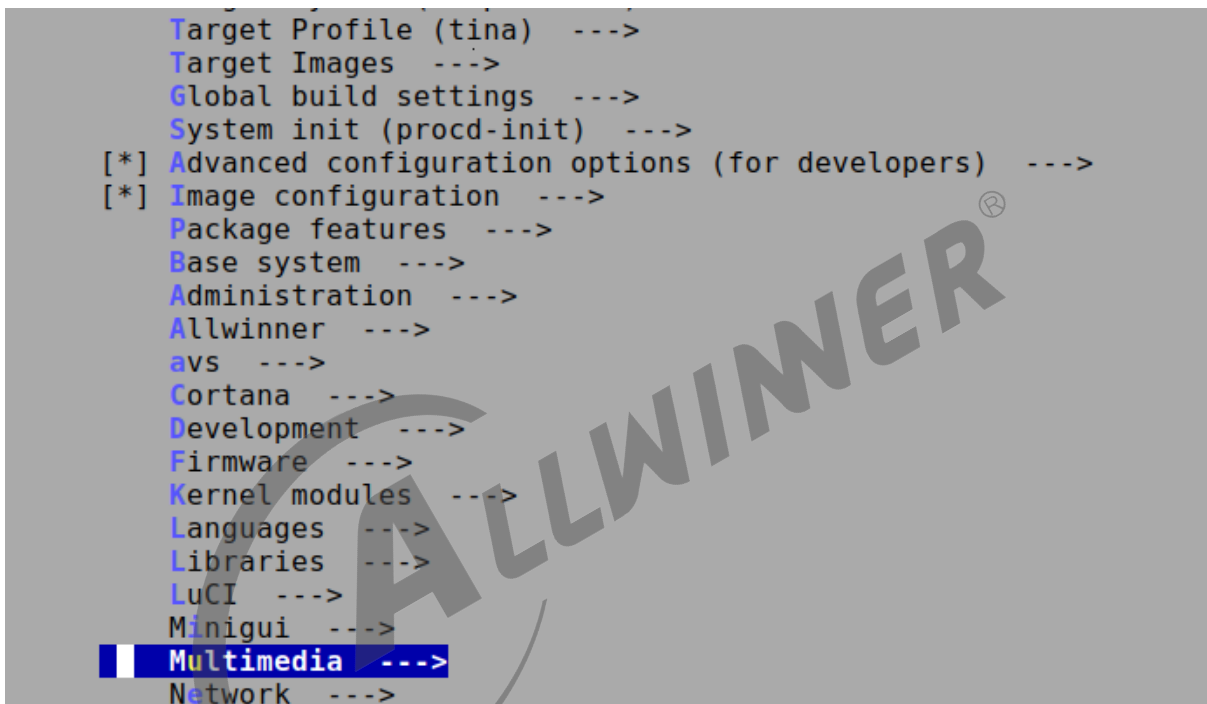 Target Profile (tina)  --->
Target Images  --->
Global build settings  --->
System init (procd-init)  --->
[*] Advanced configuration options (for developers)  --->
[*] Image configuration  --->
Package features  --->
Base system  --->
Administration  --->
Allwinner  --->
avs  --->
Cortana  --->
Development  --->
Firmware  --->
Kernel modules  --->
Languages  --->
Libraries  --->
LuCI  --->
Minigui  --->
Multimedia  --->
Network  --->
ALLWINNER®